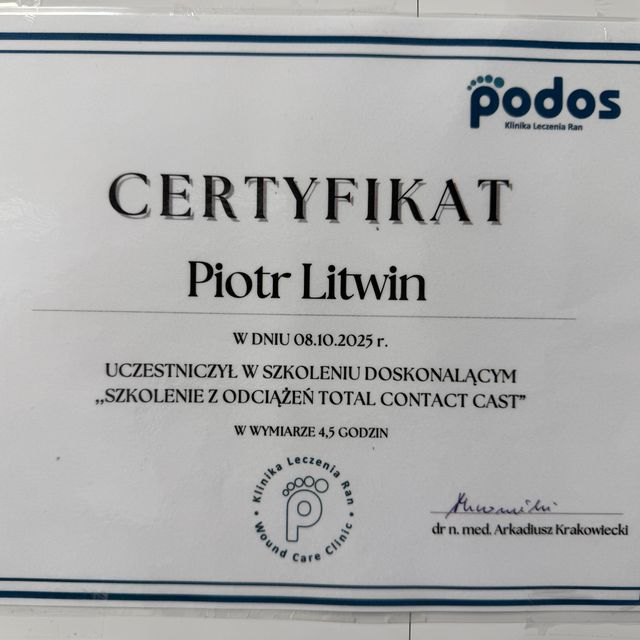 podos
Klinika Leczenia Ran
CERTYFIKAT
Piotr Litwin
W DNIU 08.10.2025 r.
UCZESTNICZYŁ W SZKOLENIU DOSKONALĄCYM
,,SZKOLENIE Z ODCIĄŻEŃ TOTAL CONTACT CAST”
W WYMIARZE 4,5 GODZIN
Klinika Leczenia Ran
Wound Care Clinic
dr n. med. Arkadiusz Krakowiecki